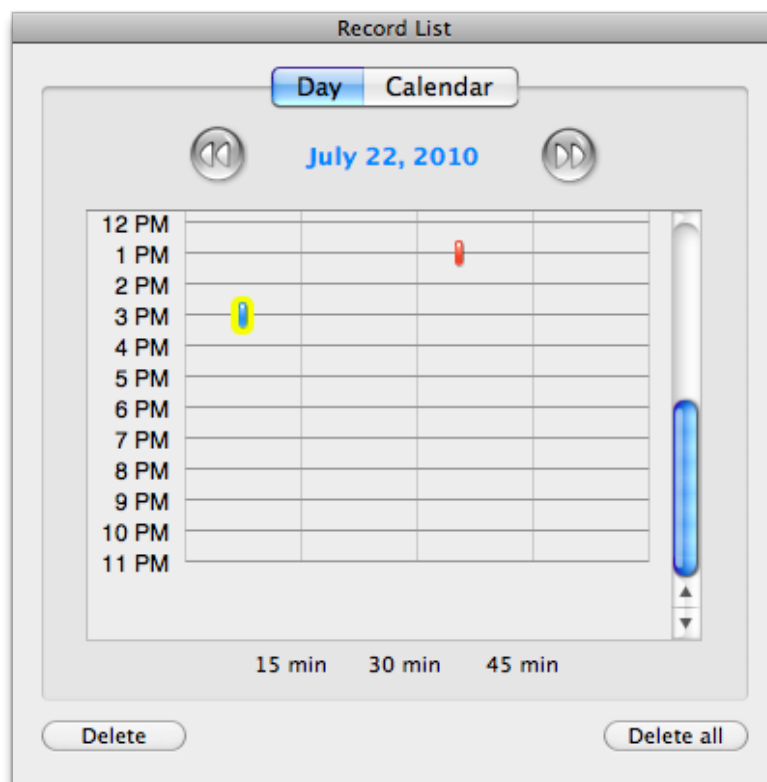 Record List
Day Calendar
July 22, 2010
12 PM
1 PM
2 PM
3 PM
4 PM
5 PM
6 PM
7 PM
8 PM
9 PM
10 PM
11 PM
15 min 30 min 45 min
Delete Delete all